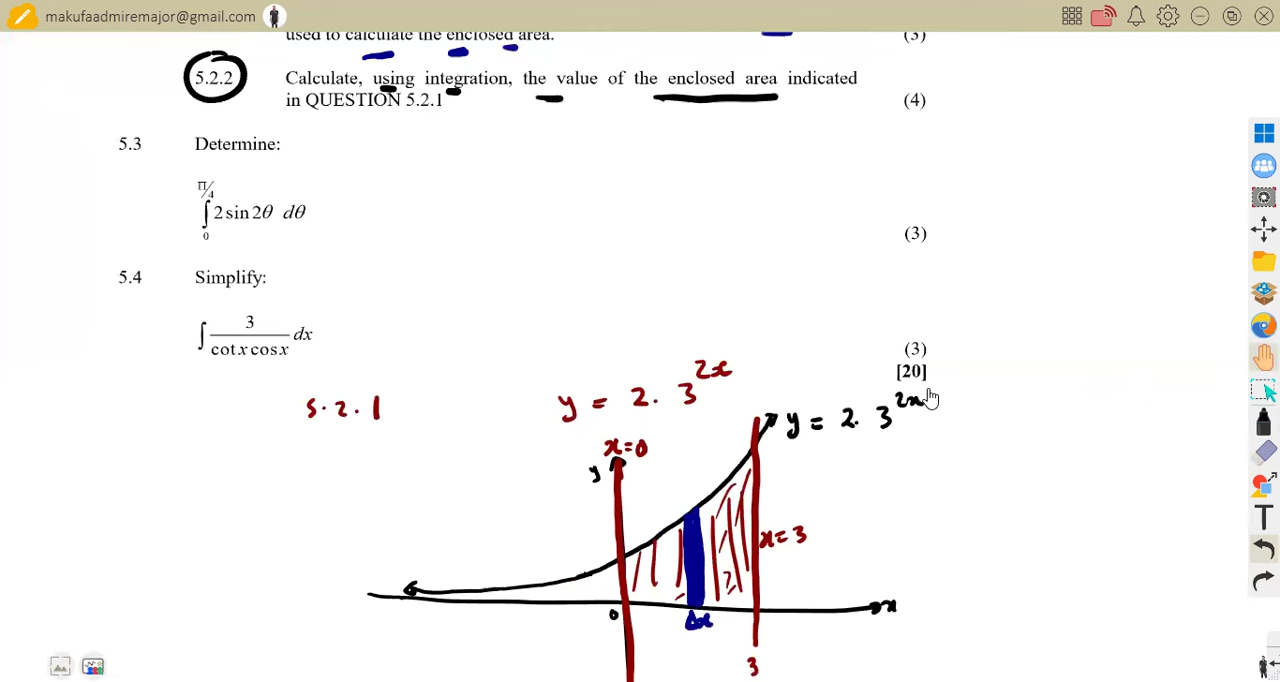 makufaadmiremajor@gmail.com
used to calculate the enclosed area.
(3)
5.2.2 Calculate, using integration, the value of the enclosed area indicated
in QUESTION 5.2.1 (4)
5.3 Determine:
∫₀^{Π/4} 2 sin 2θ dθ
(3)
5.4 Simplify:
∫ 3/(cot x cos x) dx
(3)
[20]
5.2.1 y = 2. 3^{2x}
y = 2. 3^{2x}
x=0
y
x=3
0
Δx
x
3